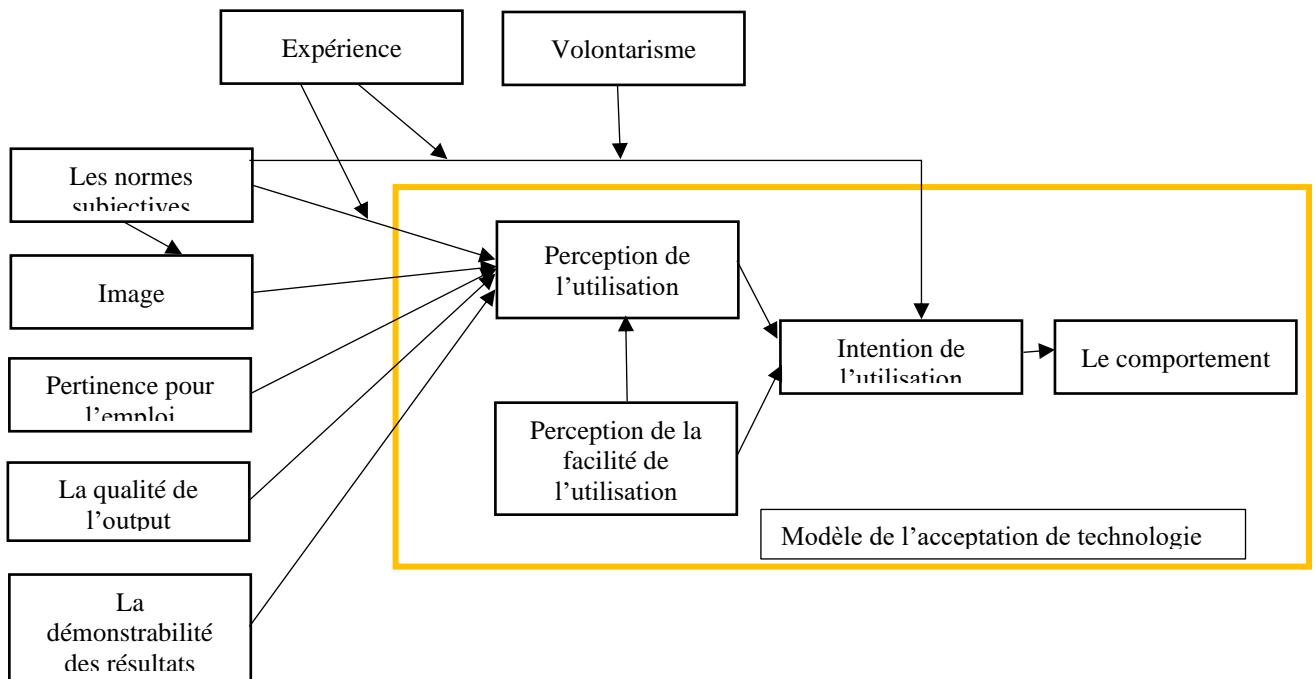 Expérience
Volontarisme
Les normes
subjectives
Image
Pertinence pour
l’emploi
La qualité de
l’output
La
démonstrabilité
des résultats
Perception de
l’utilisation
Perception de la
facilité de
l’utilisation
Intention de
l’utilisation
Le comportement
Modèle de l’acceptation de technologie